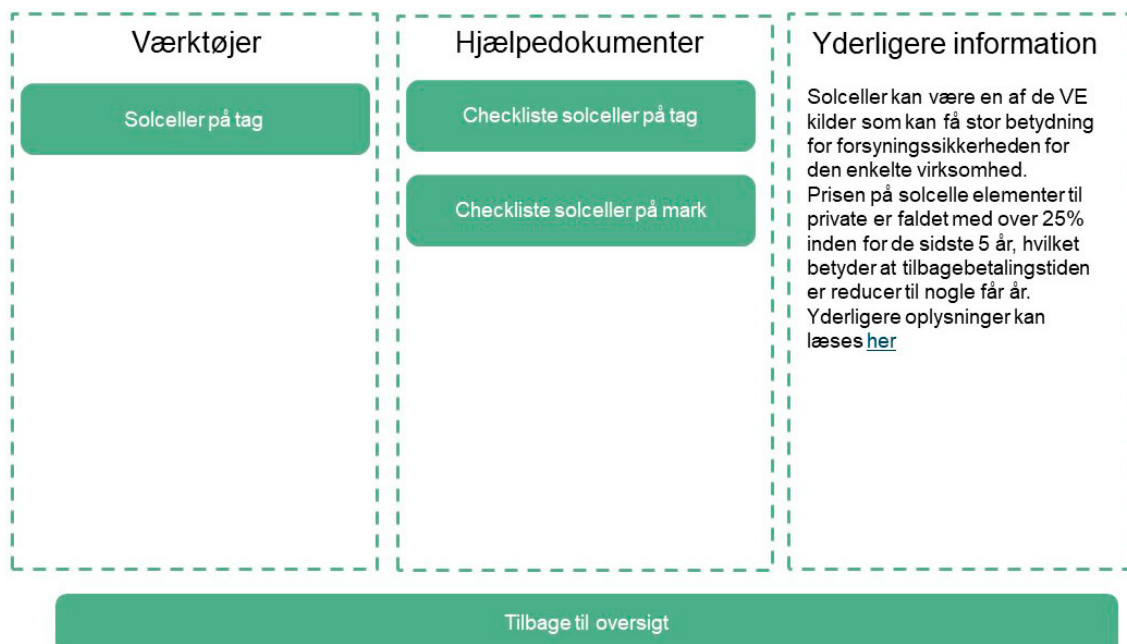 Værktøjer
Solceller på tag
Hjælpedokumenter
Checkliste solceller på tag
Checkliste solceller på mark
Yderligere information
Solceller kan være en af de VE
kilder som kan få stor betydning
for forsyningssikkerheden for
den enkelte virksomhed.
Prisen på solcelle elementer til
private er faldet med over 25%
inden for de sidste 5 år, hvilket
betyder at tilbagebetalingstiden
er reducer til nogle får år.
Yderligere oplysninger kan
læses her
Tilbage til oversigt